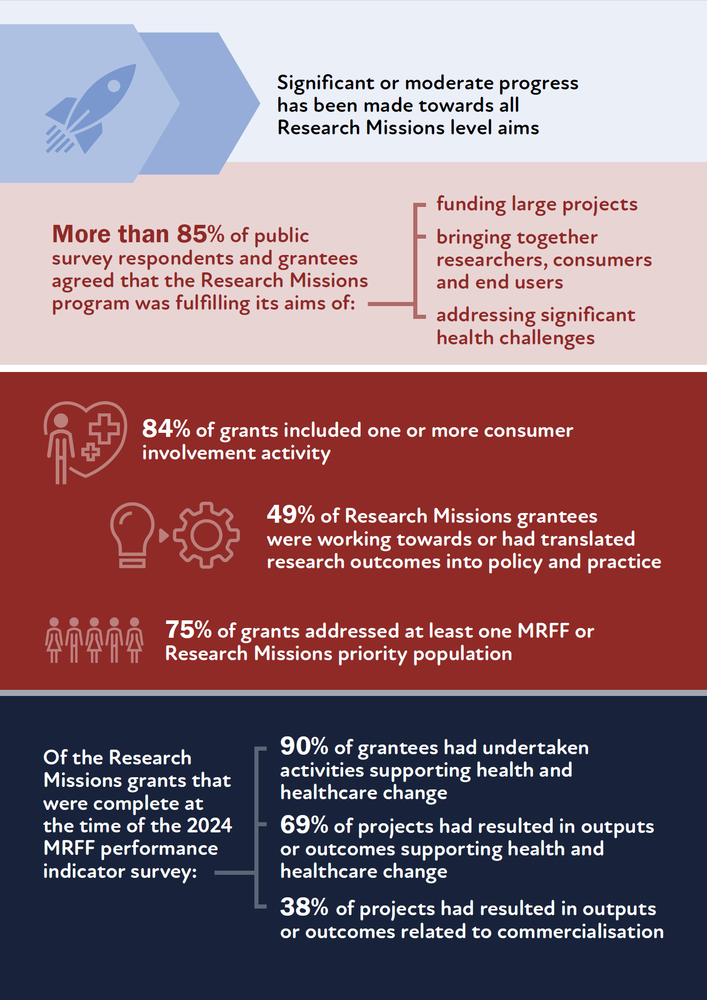 Significant or moderate progress
has been made towards all
Research Missions level aims
More than 85% of public
survey respondents and grantees
agreed that the Research Missions
program was fulfilling its aims of:
funding large projects
bringing together
researchers, consumers
and end users
addressing significant
health challenges
84% of grants included one or more consumer
involvement activity
49% of Research Missions grantees
were working towards or had translated
research outcomes into policy and practice
75% of grants addressed at least one MRFF or
Research Missions priority population
Of the Research
Missions grants that
were complete at
the time of the 2024
MRFF performance
indicator survey:
90% of grantees had undertaken
activities supporting health and
healthcare change
69% of projects had resulted in outputs
or outcomes supporting health and
healthcare change
38% of projects had resulted in outputs
or outcomes related to commercialisation